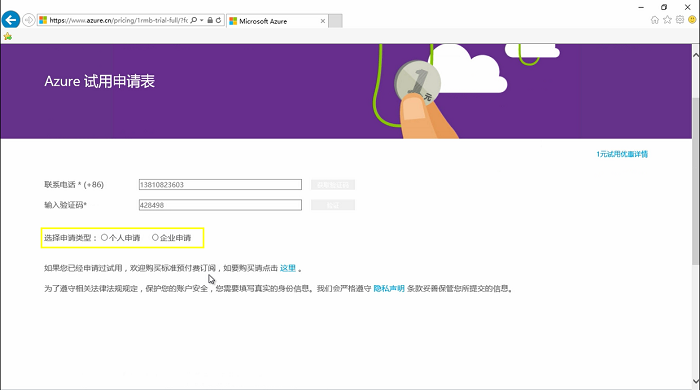 https://www.azure.cn/pricing/1rmb-trial-full/?fc
Microsoft Azure
Azure 试用申请表
1
元
1元试用优惠详情
联系电话 * (+86) 13810823603
输入验证码* 428498
选择申请类型： 个人申请 企业申请
如果您已经申请过试用，欢迎购买标准预付费订阅，如要购买请点击 这里 。
为了遵守相关法律法规规定，保护您的账户安全，您需要填写真实的身份信息。我们会严格遵守 隐私声明 条款妥善保管您所提交的信息。